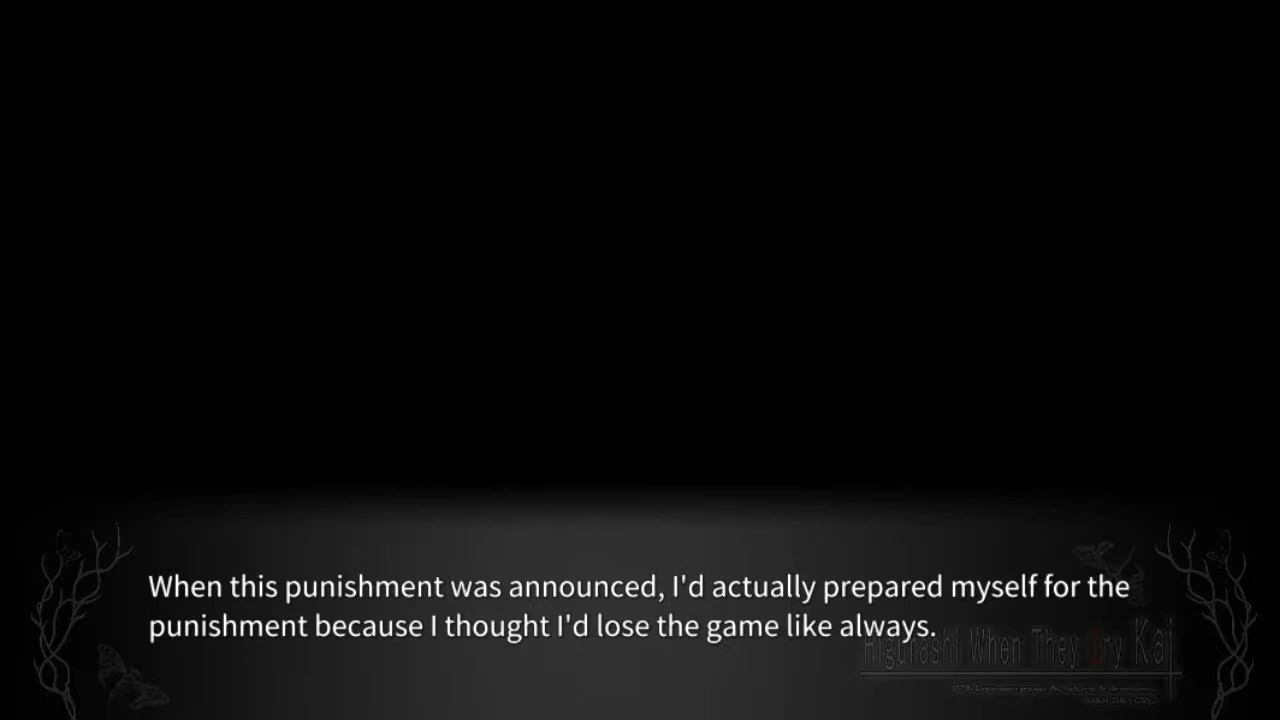 When this punishment was announced, I'd actually prepared myself for the
punishment because I thought I'd lose the game like always.
Higurashi When They Cry Kai